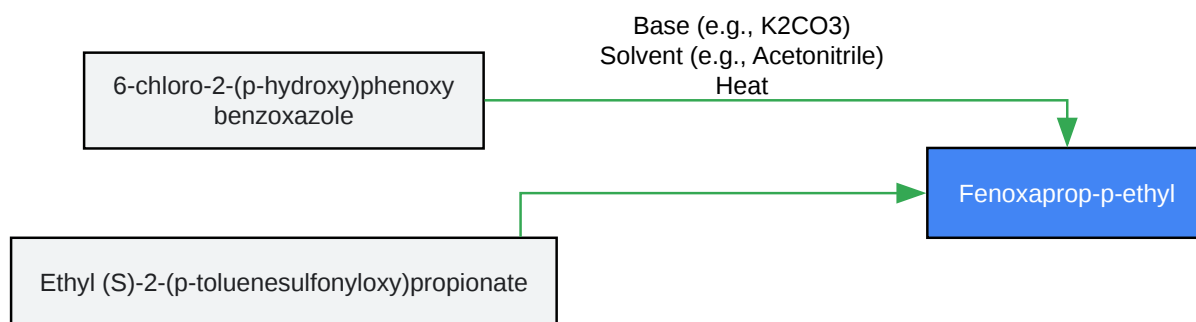 Base (e.g., K2CO3)
Solvent (e.g., Acetonitrile)
Heat
6-chloro-2-(p-hydroxy)phenoxy
benzoxazole
Fenoxaprop-p-ethyl
Ethyl (S)-2-(p-toluenesulfonyloxy)propionate